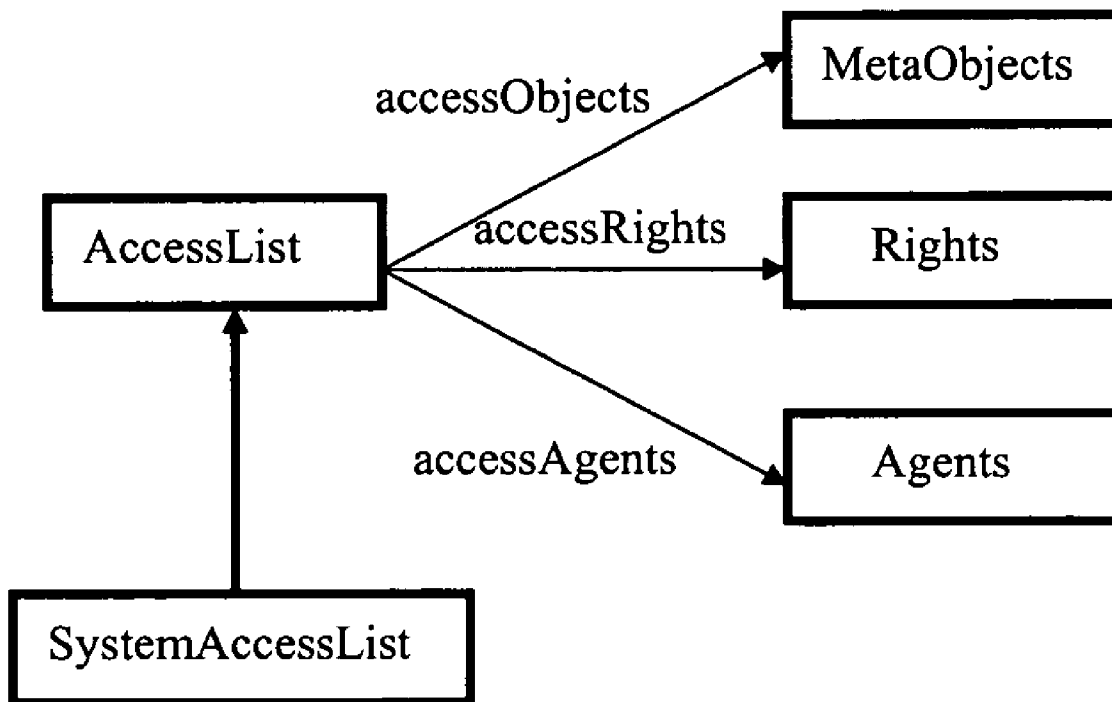 MetaObjects
accessObjects
AccessList
accessRights
Rights
accessAgents
Agents
SystemAccessList